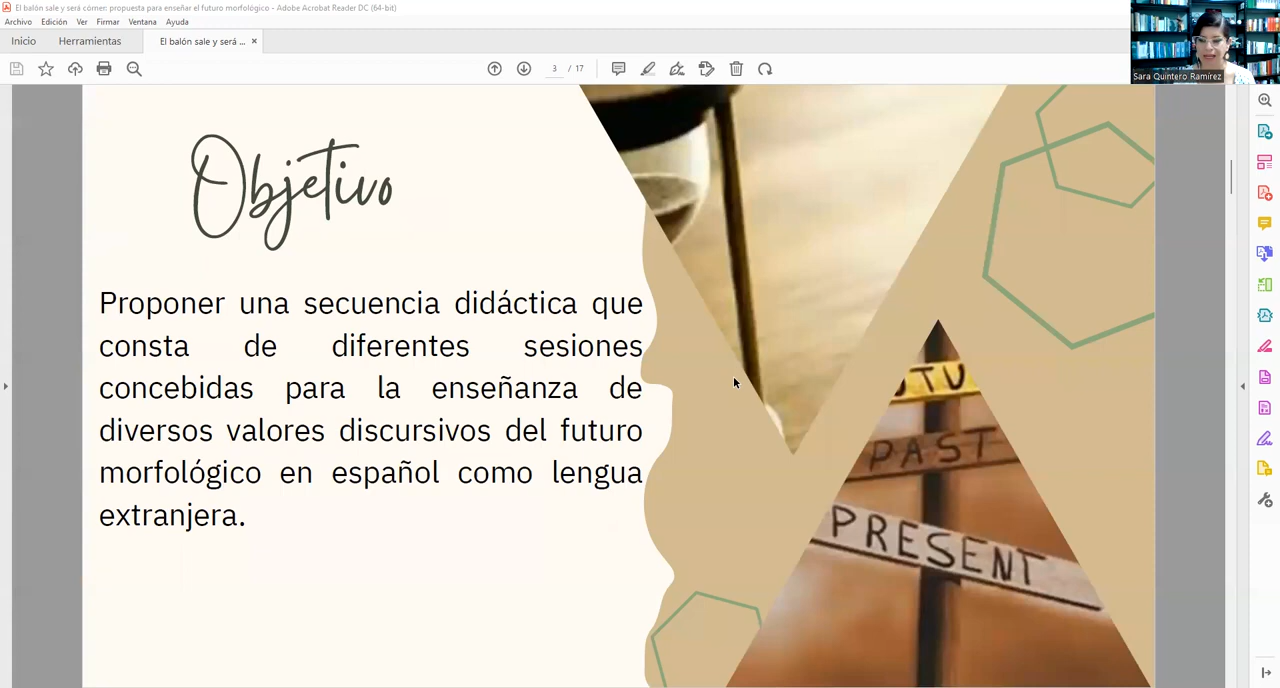 El balón sale y será córner: propuesta para enseñar el futuro morfológico - Adobe Acrobat Reader DC (64-bit)
Archivo Edición Ver Firmar Ventana Ayuda
Inicio Herramientas El balón sale y será ... ×
3 / 17
Sara Quintero Ramírez
Objetivo
Proponer una secuencia didáctica que
consta de diferentes sesiones
concebidas para la enseñanza de
diversos valores discursivos del futuro
morfológico en español como lengua
extranjera.
UTU
PAST
PRESENT